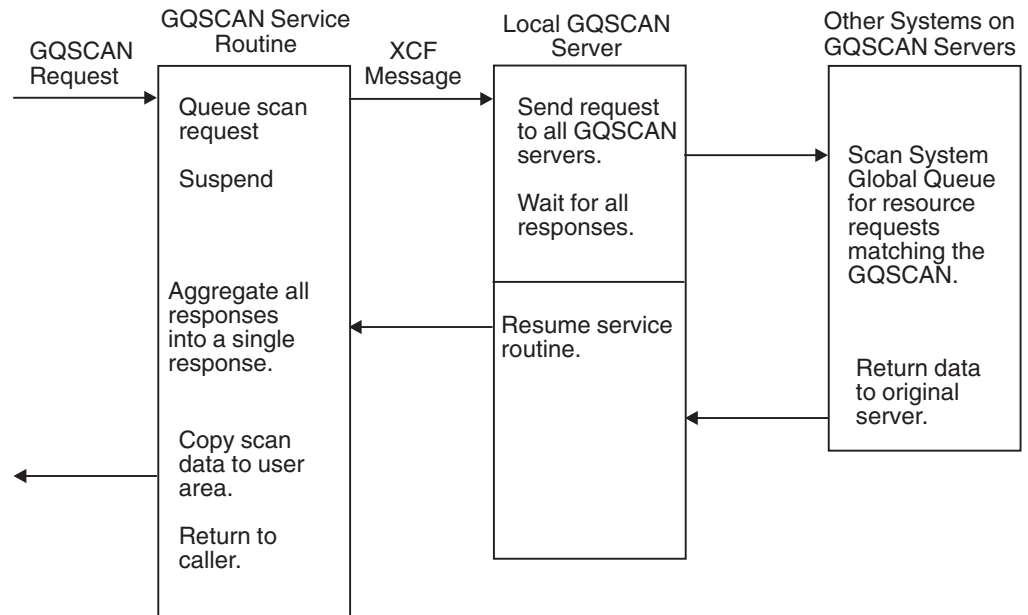 GQSCAN
Request
GQSCAN Service
Routine
XCF
Message
Local GQSCAN
Server
Other Systems on
GQSCAN Servers
Queue scan
request
Suspend
Aggregate all
responses
into a single
response.
Copy scan
data to user
area.
Return to
caller.
Send request
to all GQSCAN
servers.
Wait for all
responses.
Resume service
routine.
Scan System
Global Queue
for resource
requests
matching the
GQSCAN.
Return data
to original
server.